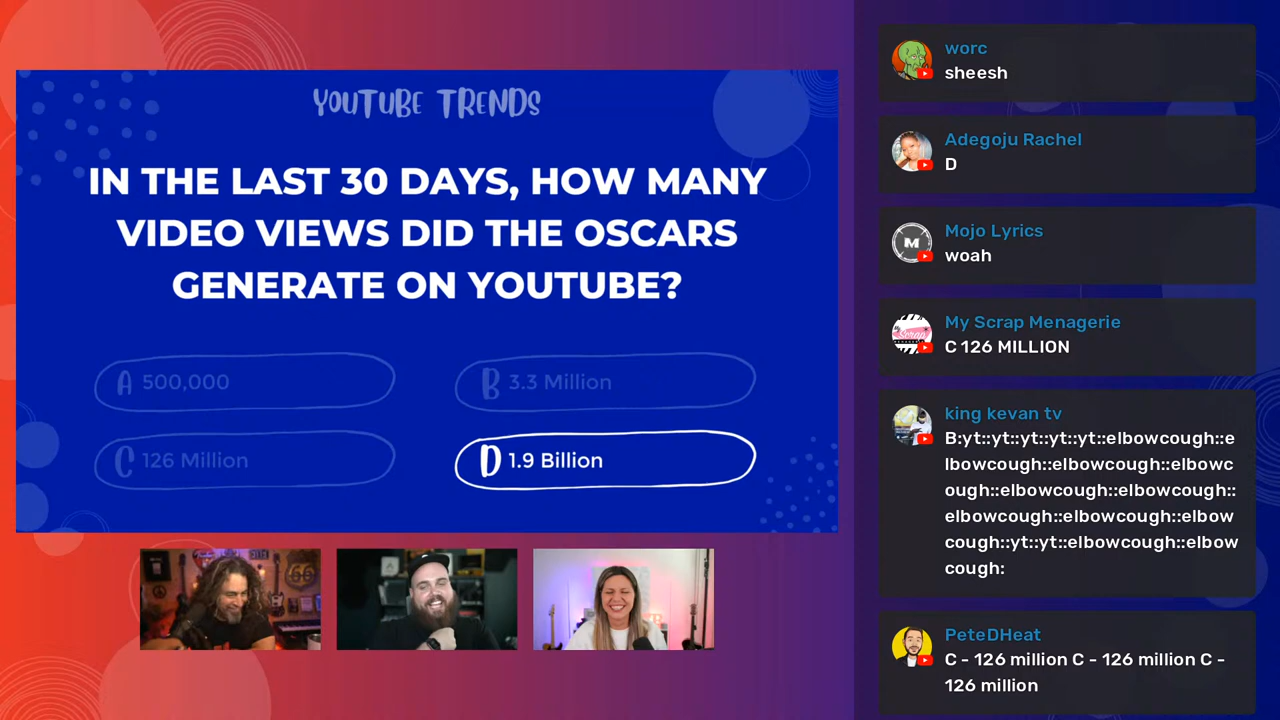 YOUTUBE TRENDS
IN THE LAST 30 DAYS, HOW MANY
VIDEO VIEWS DID THE OSCARS
GENERATE ON YOUTUBE?
A 500,000
B 3.3 Million
C 126 Million
D 1.9 Billion
worc
sheesh
Adegoju Rachel
D
Mojo Lyrics
woah
My Scrap Menagerie
C 126 MILLION
king kevan tv
B:yt::yt::yt::yt::yt::elbowcough::e
lbowcough::elbowcough::elbowc
ough::elbowcough::elbowcough::
elbowcough::elbowcough::elbow
cough::yt::yt::elbowcough::elbow
cough:
PeteDHeat
C - 126 million C - 126 million C -
126 million
M
66